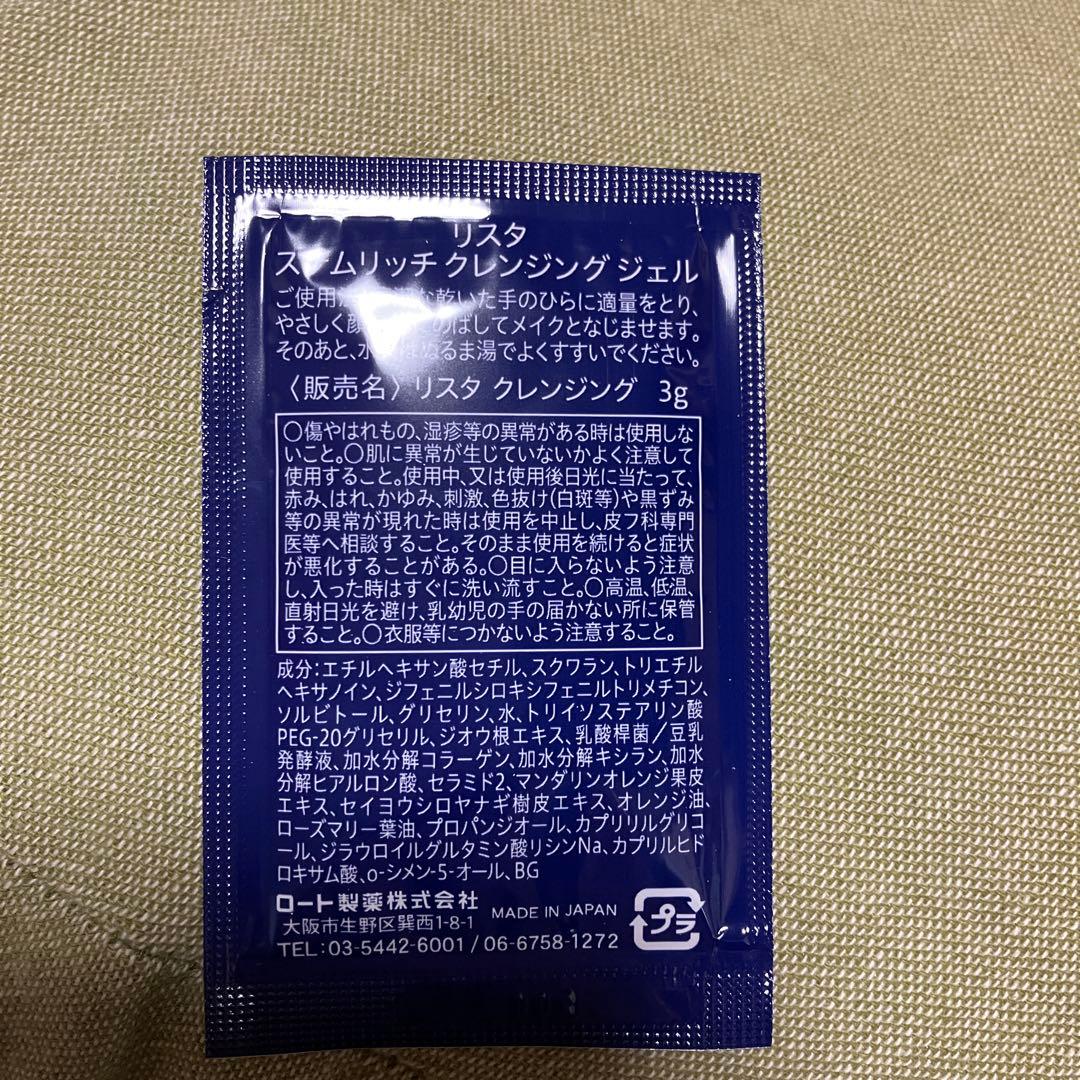 リスタ
ス ームリッチ クレンジング ジェル
ご使用 な乾いた手のひらに適量をとり、
やさしく顔 のばしてメイクとなじませます。
そのあと、水 はぬるま湯でよくすすいでください。
〈販売名〉リスタ クレンジング 3g
○傷やはれもの、湿疹等の異常がある時は使用しな
いこと。○肌に異常が生じていないかよく注意して
使用すること。使用中、又は使用後日光に当たって、
赤み、はれ、かゆみ、刺激、色抜け(白斑等)や黒ずみ
等の異常が現れた時は使用を中止し、皮フ科専門
医等へ相談すること。そのまま使用を続けると症状
が悪化することがある。○目に入らないよう注意
し、入った時はすぐに洗い流すこと。○高温、低温、
直射日光を避け、乳幼児の手の届かない所に保管
すること。○衣服等につかないよう注意すること。
成分:エチルヘキサン酸セチル、スクワラン、トリエチル
ヘキサノイン、ジフェニルシロキシフェニルトリメチコン、
ソルビトール、グリセリン、水、トリイソステアリン酸
PEG-20グリセリル、ジオウ根エキス、乳酸桿菌/豆乳
発酵液、加水分解コラーゲン、加水分解キシラン、加水
分解ヒアルロン酸、セラミド2、マンダリンオレンジ果皮
エキス、セイヨウシロヤナギ樹皮エキス、オレンジ油、
ローズマリー葉油、プロパンジオール、カプリリルグリコ
ール、ジラウロイルグルタミン酸リシンNa、カプリルヒド
ロキサム酸、o-シメン-5-オール、BG
ロート製薬株式会社
大阪市生野区巽西1-8-1 MADE IN JAPAN
TEL:03-5442-6001/06-6758-1272
プラ